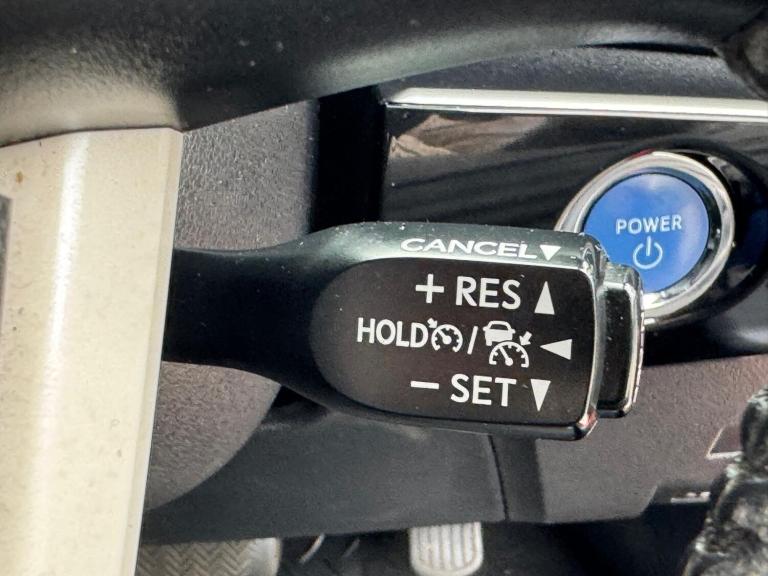 POWER
CANCEL▼
+ RES ▲
HOLD / ◀
− SET ▼